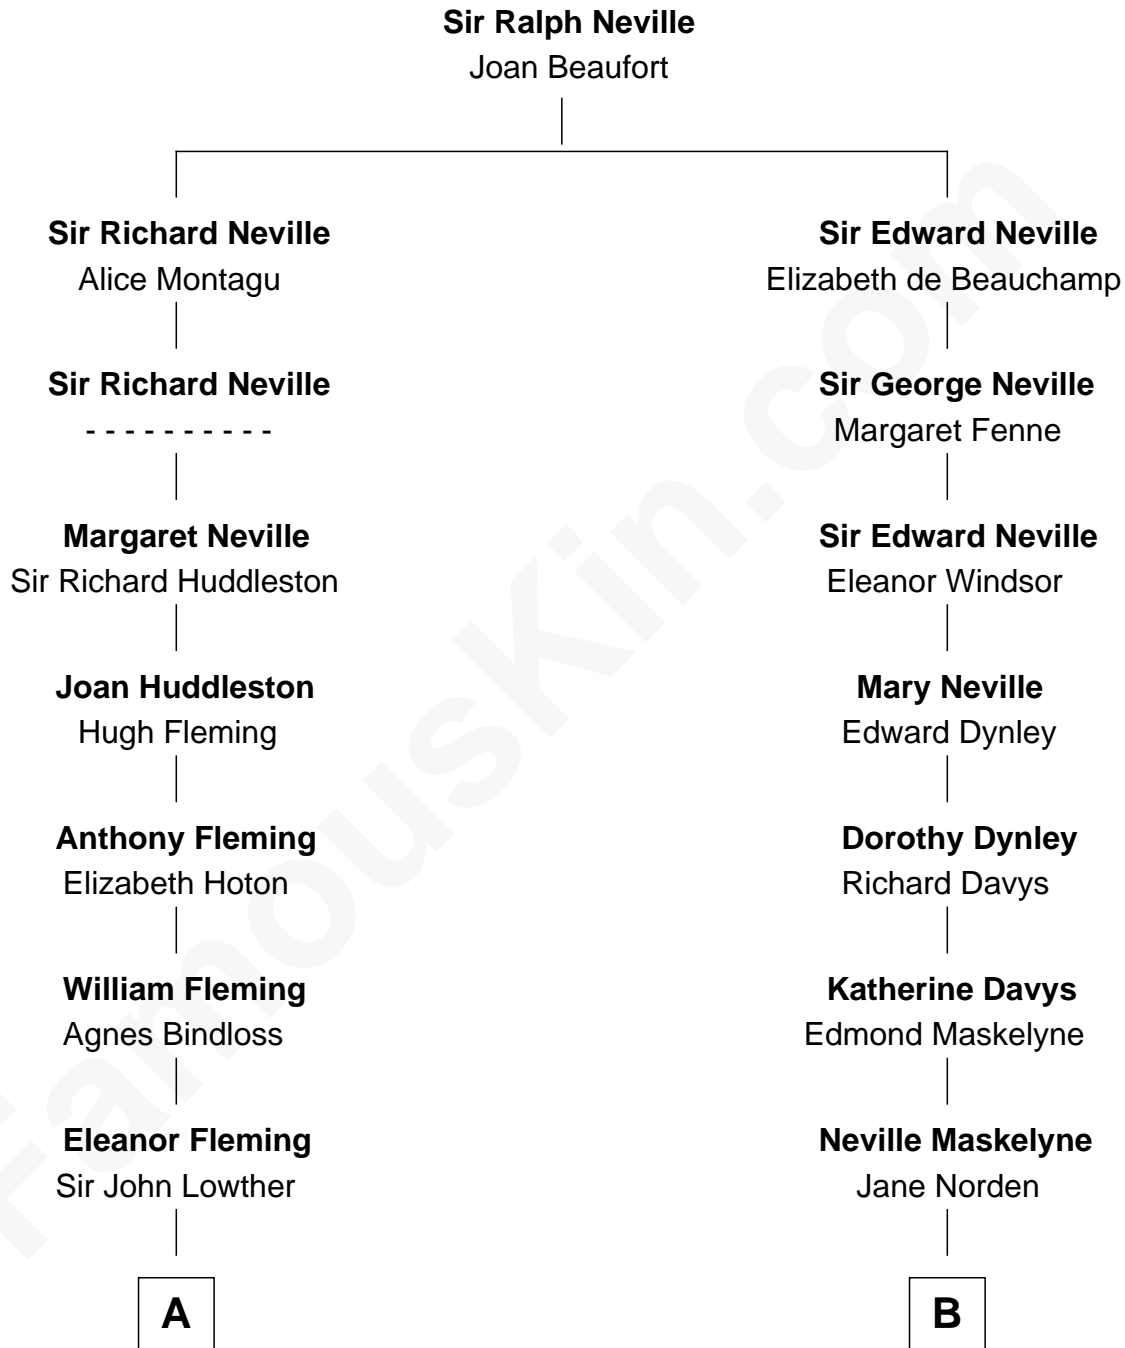 Sir Ralph Neville
Joan Beaufort
Sir Richard Neville
Alice Montagu
Sir Edward Neville
Elizabeth de Beauchamp
Sir Richard Neville
- - - - - - - - - -
Sir George Neville
Margaret Fenne
Margaret Neville
Sir Richard Huddleston
Sir Edward Neville
Eleanor Windsor
Joan Huddleston
Hugh Fleming
Mary Neville
Edward Dynley
Anthony Fleming
Elizabeth Hoton
Dorothy Dynley
Richard Davys
William Fleming
Agnes Bindloss
Katherine Davys
Edmond Maskelyne
Eleanor Fleming
Sir John Lowther
Neville Maskelyne
Jane Norden
A
B
FamousKin.com